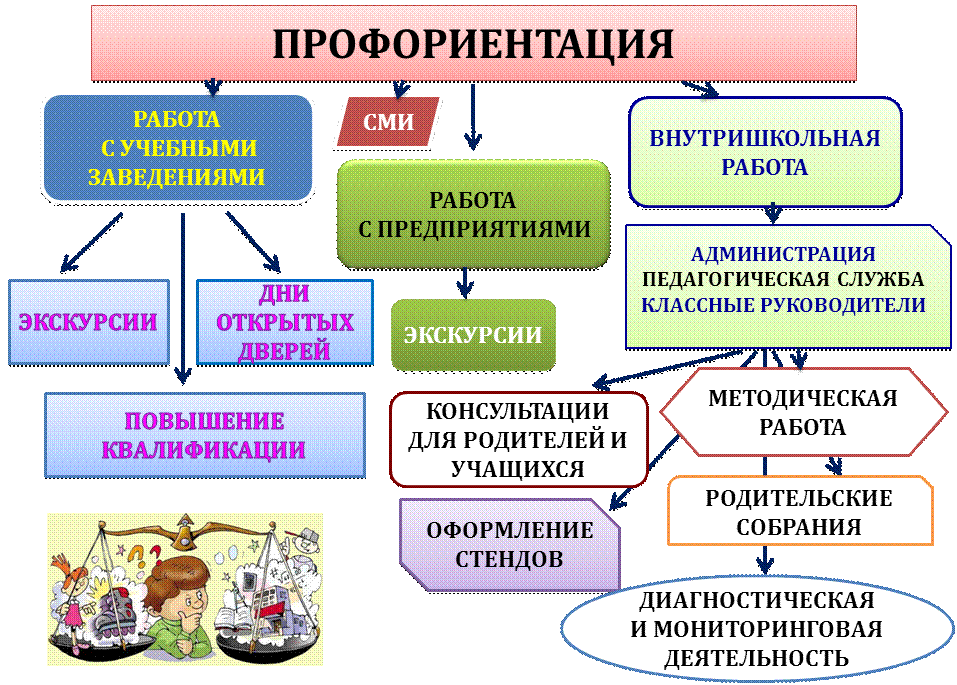 ПРОФОРИЕНТАЦИЯ
РАБОТА
С УЧЕБНЫМИ
ЗАВЕДЕНИЯМИ
СМИ
РАБОТА
С ПРЕДПРИЯТИЯМИ
ВНУТРИШКОЛЬНАЯ
РАБОТА
АДМИНИСТРАЦИЯ
ПЕДАГОГИЧЕСКАЯ СЛУЖБА
КЛАССНЫЕ РУКОВОДИТЕЛИ
ЭКСКУРСИИ
ДНИ
ОТКРЫТЫХ
ДВЕРЕЙ
ЭКСКУРСИИ
ПОВЫШЕНИЕ
КВАЛИФИКАЦИИ
КОНСУЛЬТАЦИИ
ДЛЯ РОДИТЕЛЕЙ И
УЧАЩИХСЯ
МЕТОДИЧЕСКАЯ
РАБОТА
ОФОРМЛЕНИЕ
СТЕНДОВ
РОДИТЕЛЬСКИЕ
СОБРАНИЯ
ДИАГНОСТИЧЕСКАЯ
И МОНИТОРИНГОВАЯ
ДЕЯТЕЛЬНОСТЬ